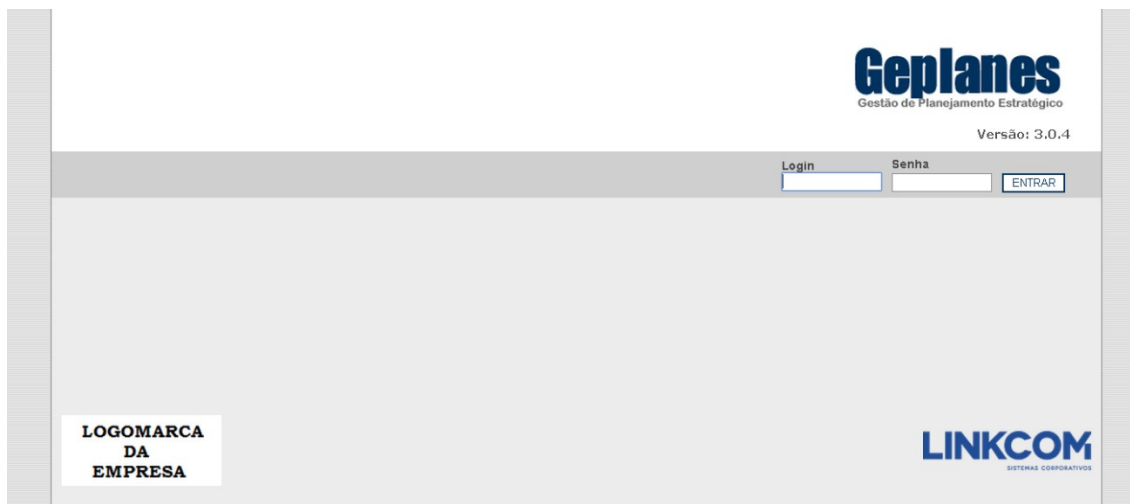 Geplanes
Gestão de Planejamento Estratégico
Versão: 3.0.4
Login
Senha
ENTRAR
LOGOMARCA
DA
EMPRESA
LINKCOM
SISTEMAS CORPORATIVOS